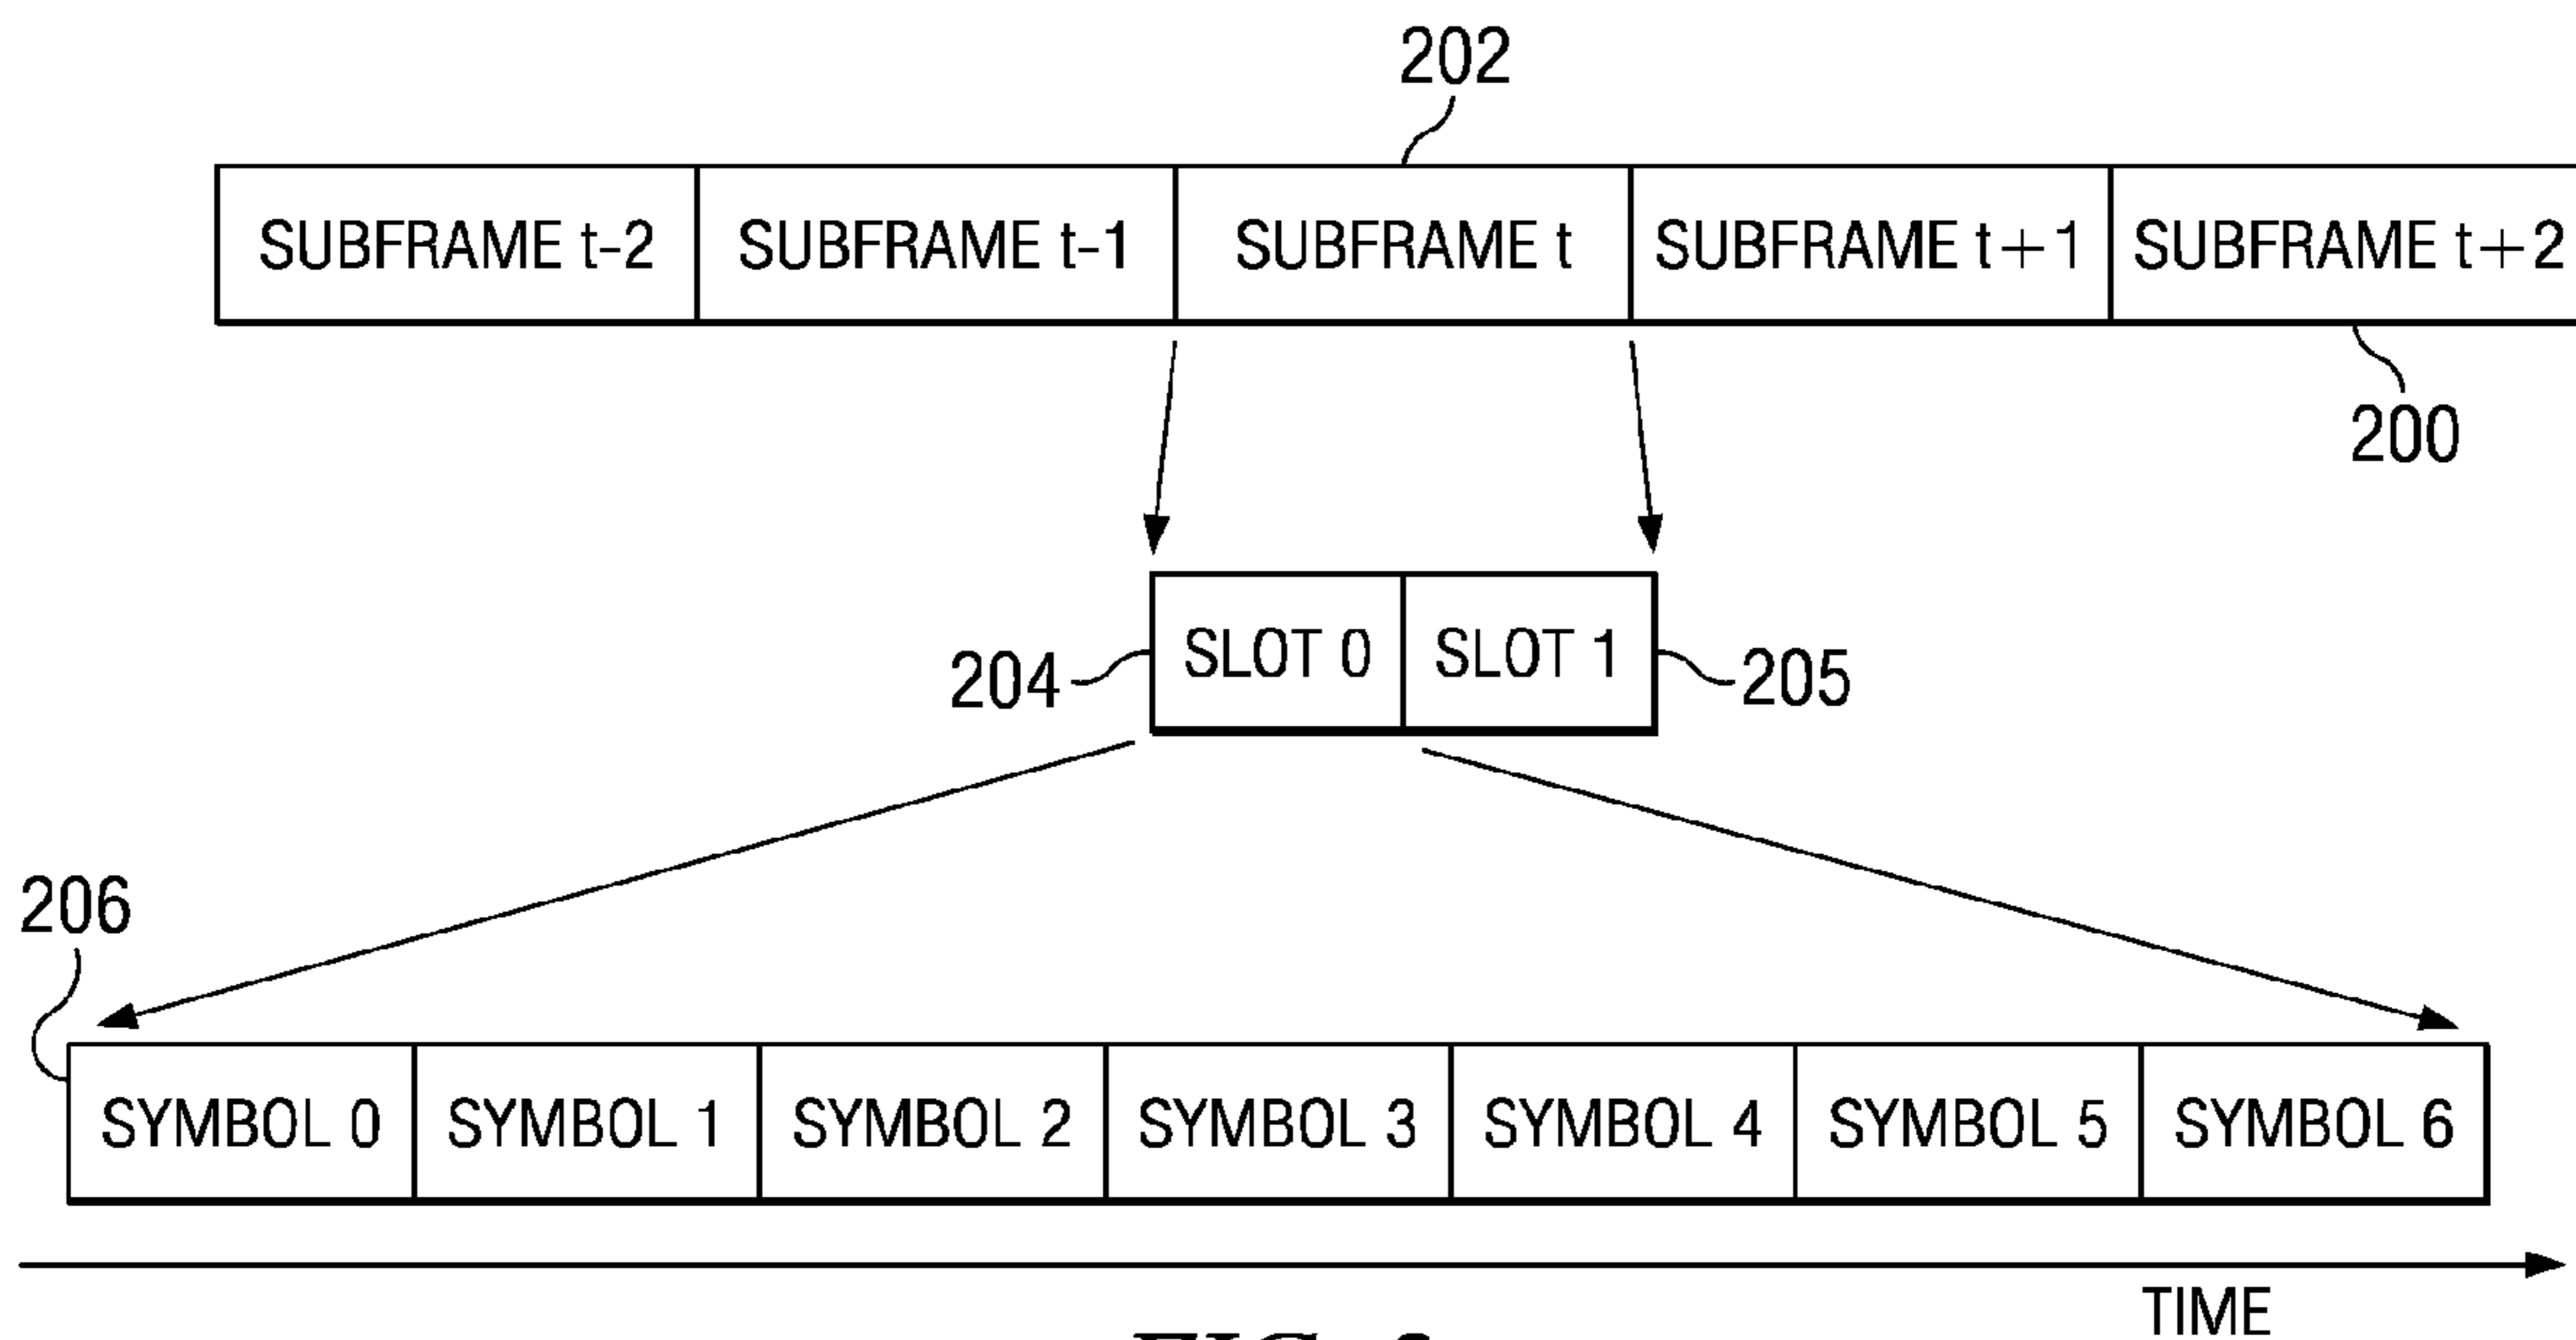 202
SUBFRAME t-2 SUBFRAME t-1 SUBFRAME t SUBFRAME t+1 SUBFRAME t+2
200
204 SLOT 0 SLOT 1 205
206
SYMBOL 0 SYMBOL 1 SYMBOL 2 SYMBOL 3 SYMBOL 4 SYMBOL 5 SYMBOL 6
TIME